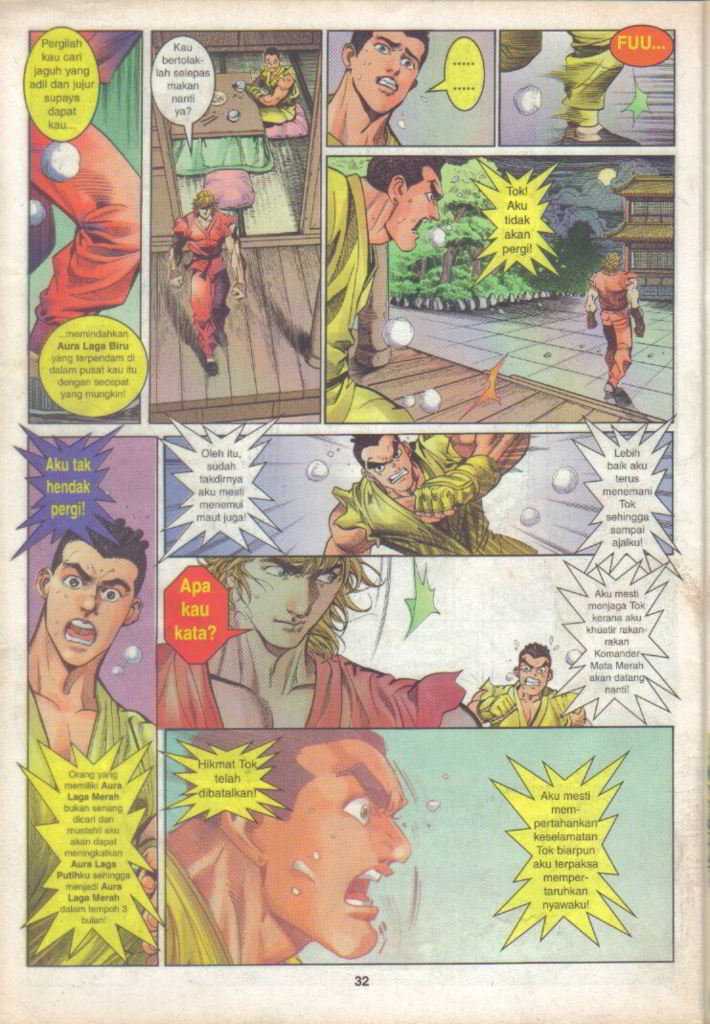 Pergilah
kau cari
jaguh yang
adil dan jujur
supaya
dapat
kau...
...memindahkan
Aura Laga Biru
yang terpendam di
dalam pusat kau itu
dengan secepat
yang mungkin!
Kau
bertolak-
lah selepas
makan
nanti
ya?
.....
.....
FUU...
Tok!
Aku
tidak
akan
pergi!
Aku tak
hendak
pergi!
Orang yang
memiliki Aura
Laga Merah
bukan senang
dicari dan
mustahil aku
akan dapat
meningkatkan
Aura Laga
Putihku sehingga
menjadi Aura
Laga Merah
dalam tempoh 3
bulan!
Oleh itu,
sudah
takdirnya
aku mesti
menemui
maut juga!
Lebih
baik aku
terus
menemani
Tok
sehingga
sampai
ajalku!
Apa
kau
kata?
Aku mesti
menjaga Tok
kerana aku
khuatir rakan-
rakan
Komander
Mata Merah
akan datang
nanti!
Hikmat Tok
telah
dibatalkan!
Aku mesti
mem-
pertahankan
keselamatan
Tok biarpun
aku terpaksa
memper-
taruhkan
nyawaku!
32